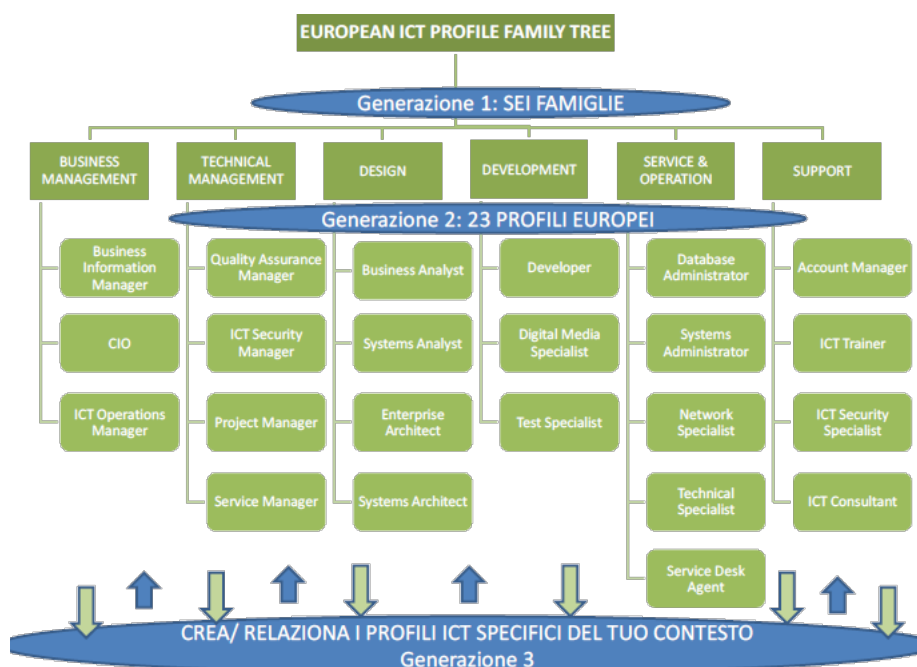 EUROPEAN ICT PROFILE FAMILY TREE
Generazione 1: SEI FAMIGLIE
BUSINESS
MANAGEMENT
TECHNICAL
MANAGEMENT
DESIGN
DEVELOPMENT
SERVICE &
OPERATION
SUPPORT
Generazione 2: 23 PROFILI EUROPEI
Business
Information
Manager
CIO
ICT Operations
Manager
Quality Assurance
Manager
ICT Security
Manager
Project Manager
Service Manager
Business Analyst
Systems Analyst
Enterprise
Architect
Systems Architect
Developer
Digital Media
Specialist
Test Specialist
Database
Administrator
Systems
Administrator
Network
Specialist
Technical
Specialist
Service Desk
Agent
Account Manager
ICT Trainer
ICT Security
Specialist
ICT Consultant
CREA/ RELAZIONA I PROFILI ICT SPECIFICI DEL TUO CONTESTO
Generazione 3